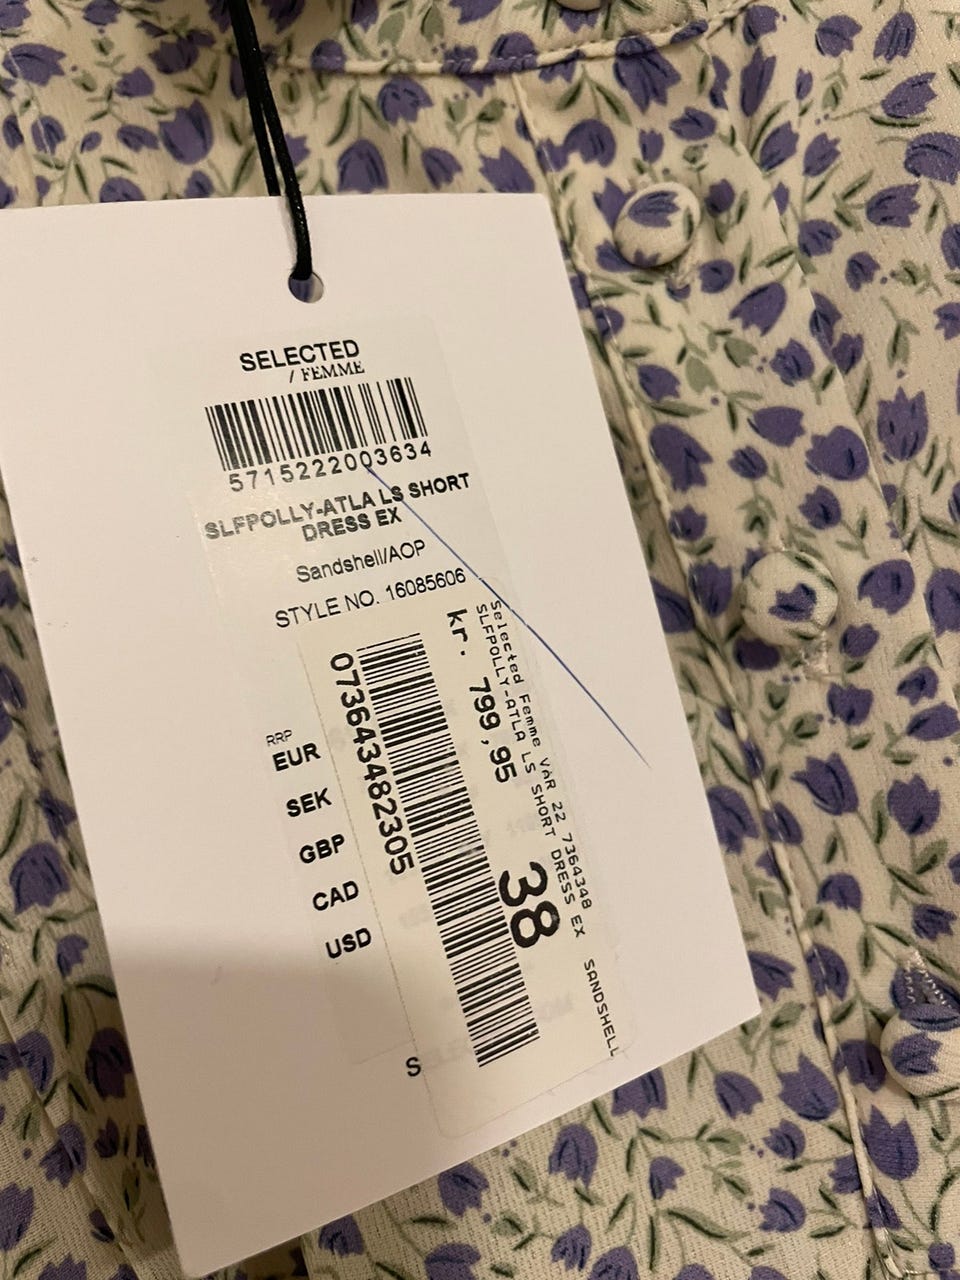 SELECTED
/ FEMME
5715222003634
SLFPOLLY-ATLA LS SHORT
DRESS EX
Sandshell/AOP
STYLE NO. 16085606
RRP
EUR
SEK
GBP
CAD
USD
S
Selected Femme VAR 22 7364348
SLFPOLLY-ATLA LS SHORT DRESS EX SANDSHELL
kr. 799,95
38
0736434482305